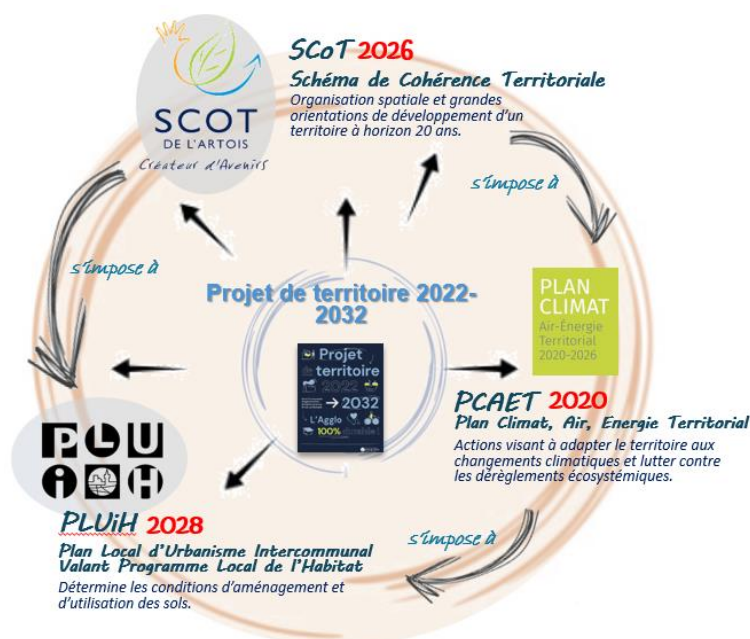 SCoT 2026
Schéma de Cohérence Territoriale
Organisation spatiale et grandes
orientations de développement d'un
territoire à horizon 20 ans.
SCOT
DE L'ARTOIS
Créateur d'Avenirs
s'impose à
s'impose à
Projet de territoire 2022-
2032
Projet
de
territoire
2022
→ 2032
L'Agglo
100% durable
PLAN
CLIMAT
Air-Énergie
Territorial
2020-2026
PCAET 2020
Plan Climat, Air, Energie Territorial
Actions visant à adapter le territoire aux
changements climatiques et lutter contre
les dérèglements écosystémiques.
PLU
iH
PLUiH 2028
Plan Local d'Urbanisme Intercommunal
Valant Programme Local de l'Habitat
Détermine les conditions d'aménagement et
d'utilisation des sols.
s'impose à